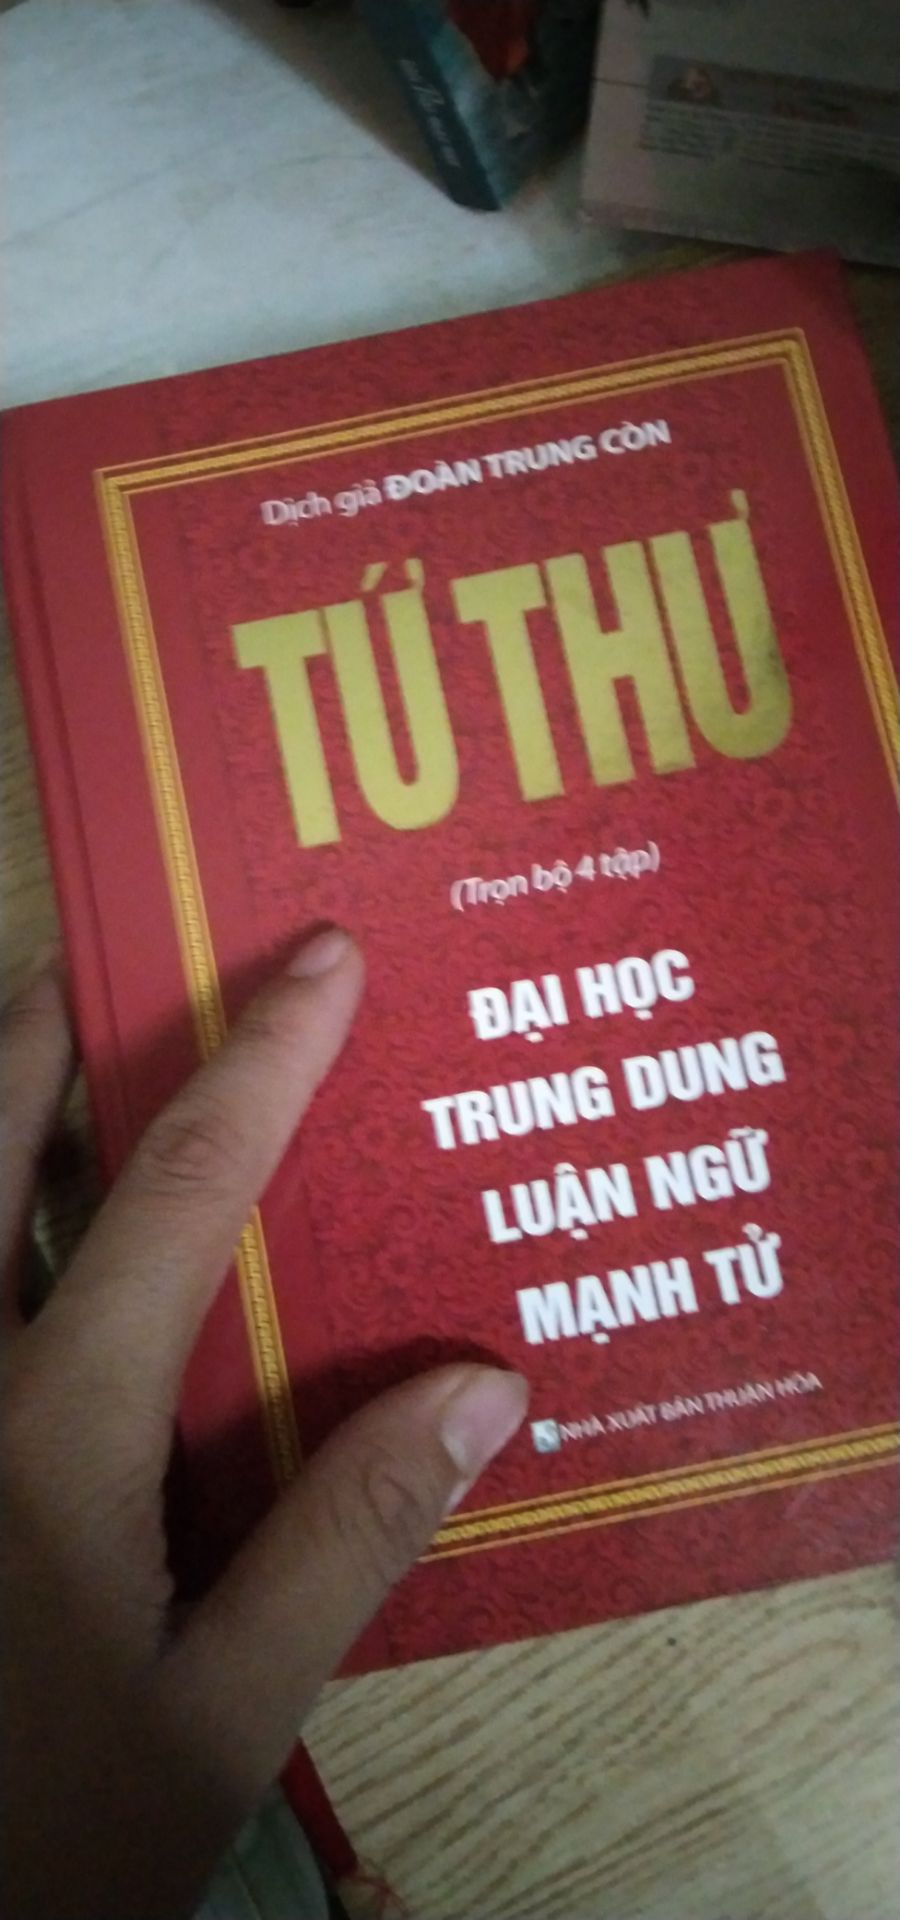 Dịch giả ĐOÀN TRUNG CÒN
TỨ THƯ
(Trọn bộ 4 tập)
ĐẠI HỌC
TRUNG DUNG
LUẬN NGỮ
MẠNH TỬ
NHÀ XUẤT BẢN THUẬN HÓA